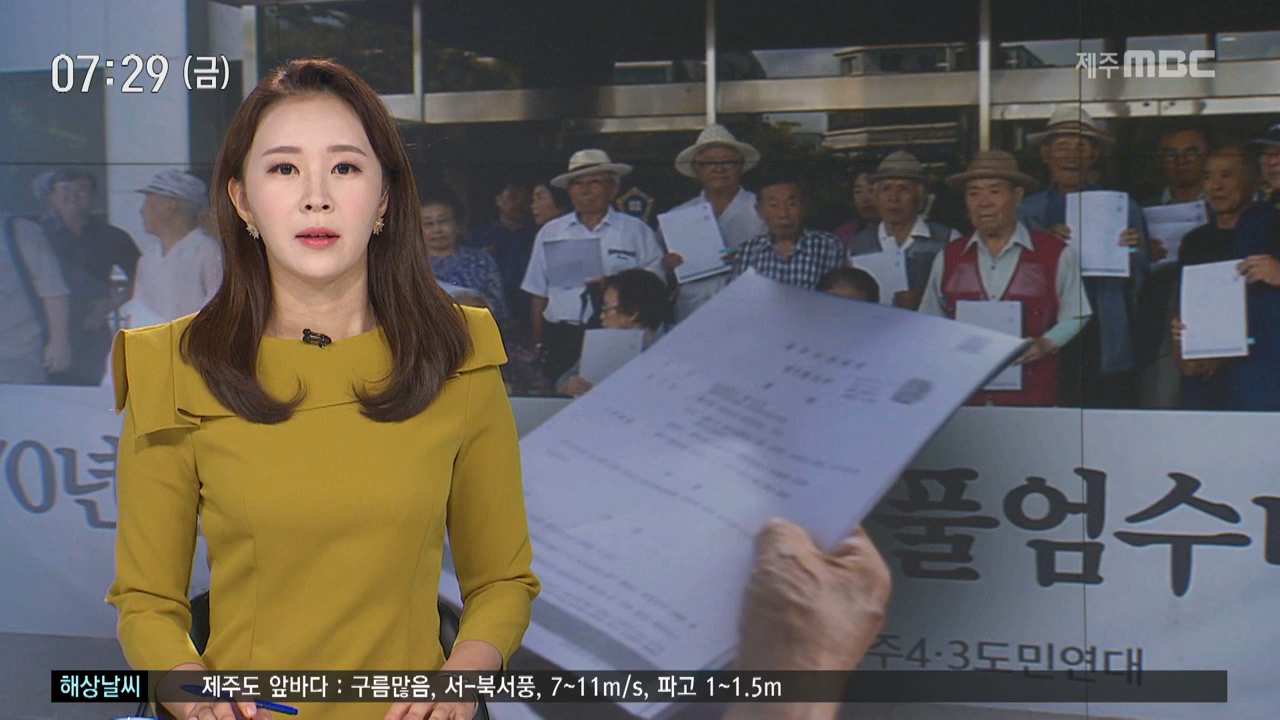 07:29 (금)
제주MBC
70년
풀엄수다
주4·3도민연대
해상날씨
제주도 앞바다 : 구름많음, 서-북서풍, 7~11m/s, 파고 1~1.5m